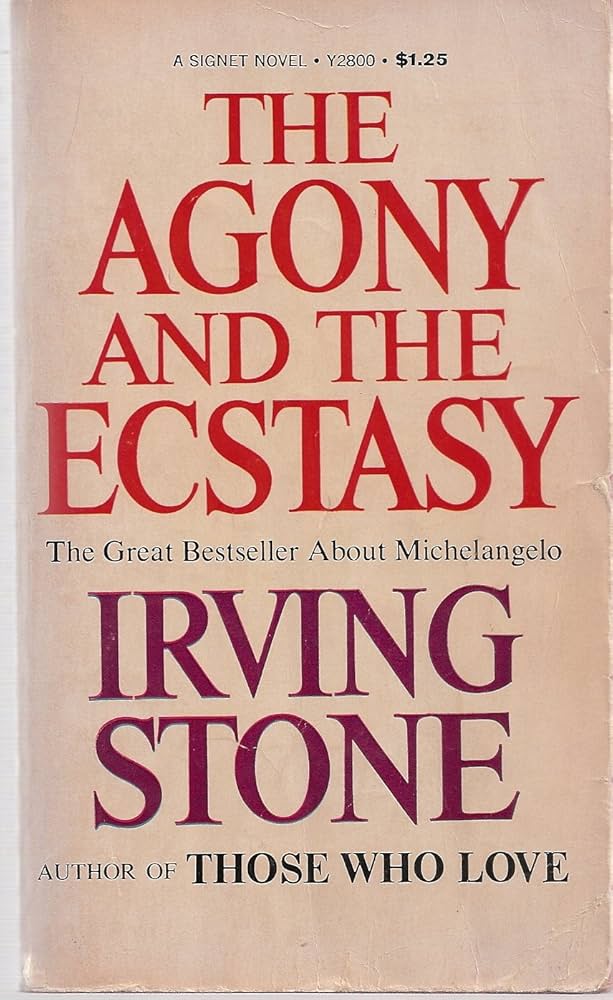 A SIGNET NOVEL • Y2800 • $1.25
THE
AGONY
AND THE
ECSTASY
The Great Bestseller About Michelangelo
IRVING
STONE
AUTHOR OF THOSE WHO LOVE